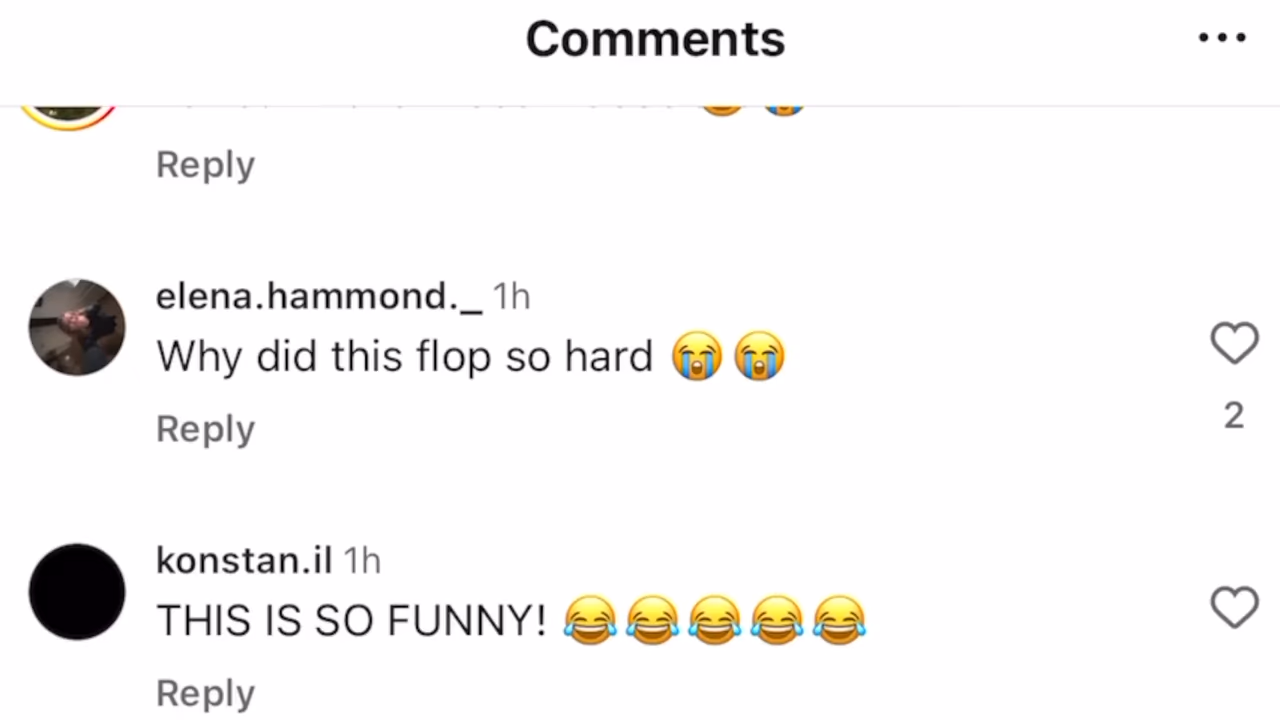 Comments
Reply
elena.hammond._ 1h
Why did this flop so hard 😭😭
2
Reply
konstan.il 1h
THIS IS SO FUNNY! 😂😂😂😂😂
Reply